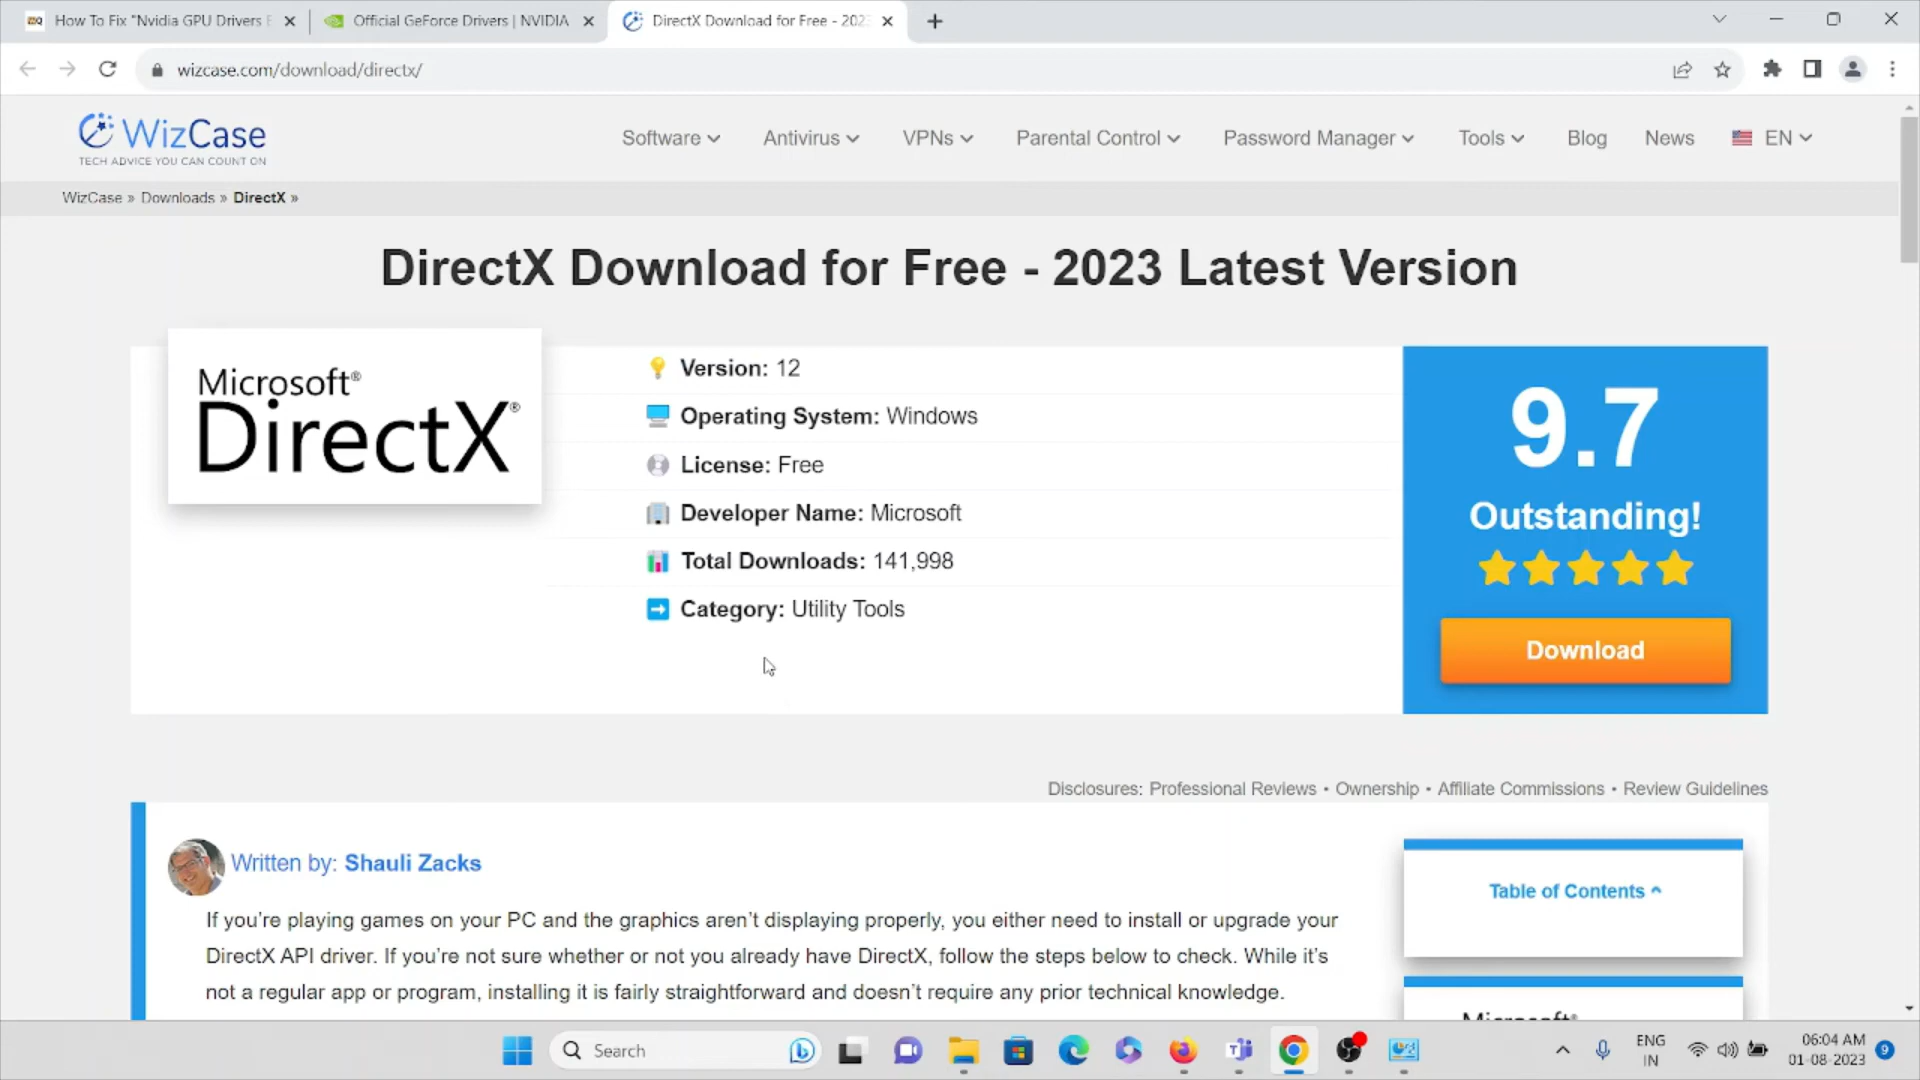 How To Fix "Nvidia GPU Drivers E
Official GeForce Drivers | NVIDIA
DirectX Download for Free - 202
wizcase.com/download/directx/
WizCase
TECH ADVICE YOU CAN COUNT ON
Software
Antivirus
VPNs
Parental Control
Password Manager
Tools
Blog
News
EN
WizCase » Downloads » DirectX »
DirectX Download for Free - 2023 Latest Version
Microsoft®
DirectX®
Version: 12
Operating System: Windows
License: Free
Developer Name: Microsoft
Total Downloads: 141,998
Category: Utility Tools
9.7
Outstanding!
Download
Disclosures: Professional Reviews • Ownership • Affiliate Commissions • Review Guidelines
Written by: Shauli Zacks
If you’re playing games on your PC and the graphics aren’t displaying properly, you either need to install or upgrade your
DirectX API driver. If you’re not sure whether or not you already have DirectX, follow the steps below to check. While it’s
not a regular app or program, installing it is fairly straightforward and doesn’t require any prior technical knowledge.
Table of Contents
Microsoft®
Search
ENG
IN
06:04 AM
01-08-2023
9